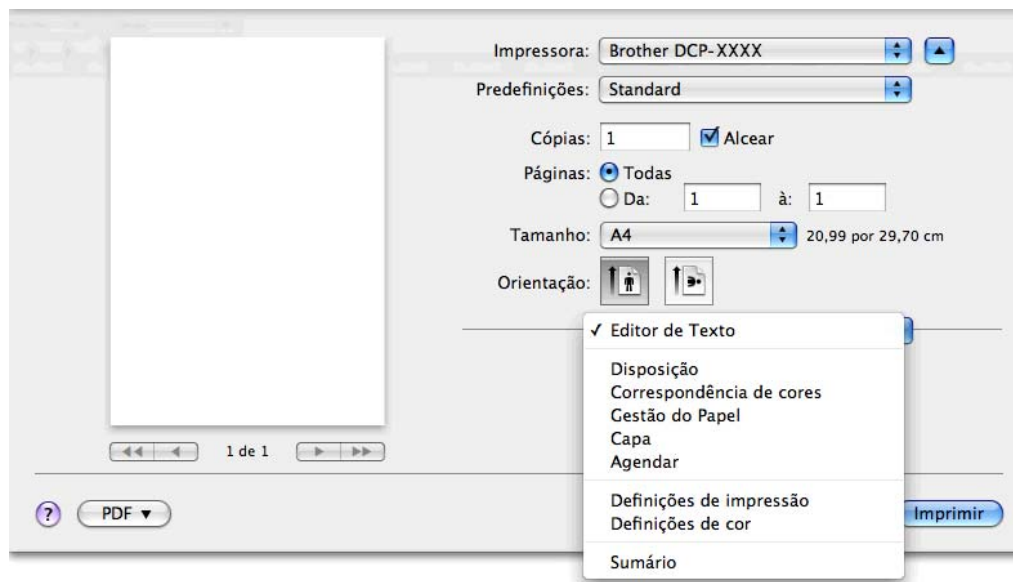 Impressora: Brother DCP-XXXX
Predefinições: Standard
Cópias: 1 Alcear
Páginas: Todas
Da: 1 à: 1
Tamanho: A4 20,99 por 29,70 cm
Orientação:
✓ Editor de Texto
Disposição
Correspondência de cores
Gestão do Papel
Capa
Agendar
1 de 1
Definições de impressão
Definições de cor
Sumário
? PDF ▼ Imprimir